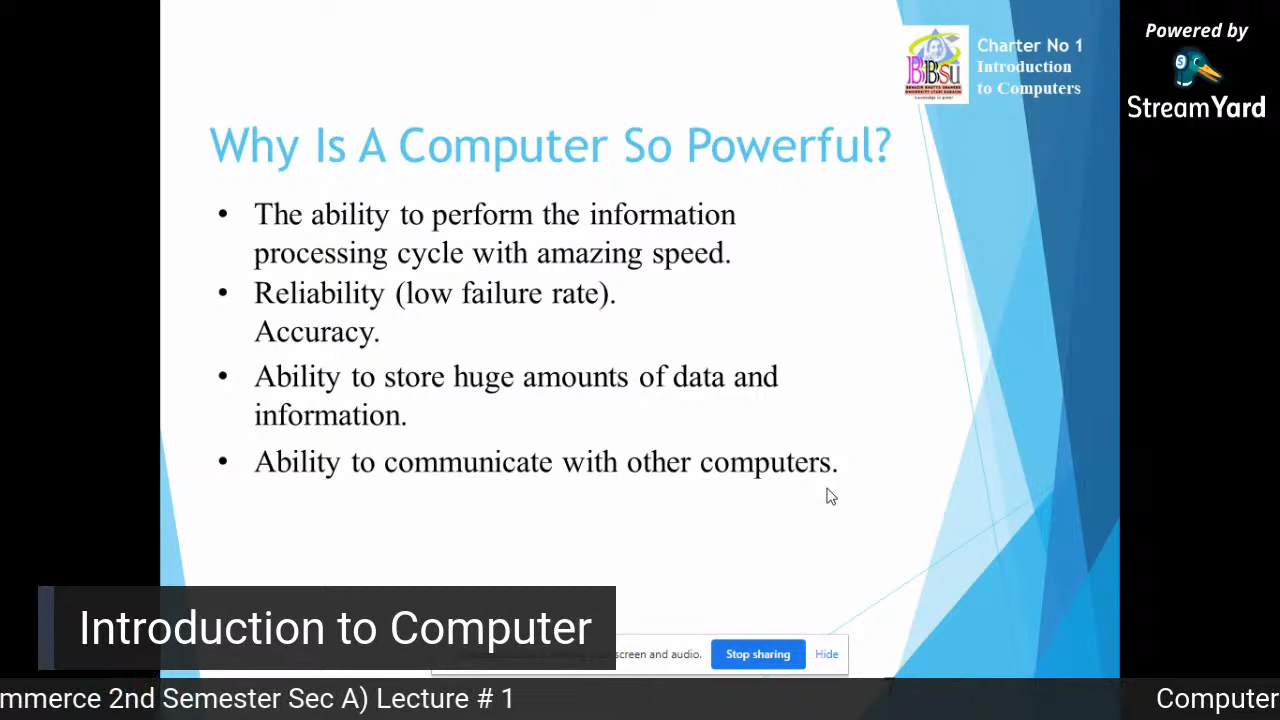 Powered by
StreamYard
BBSU
Charter No 1
Introduction
to Computers
Why Is A Computer So Powerful?
• The ability to perform the information
processing cycle with amazing speed.
• Reliability (low failure rate).
Accuracy.
• Ability to store huge amounts of data and
information.
• Ability to communicate with other computers.
Introduction to Computer
screen and audio.
Stop sharing
Hide
mmerce 2nd Semester Sec A) Lecture # 1
Computer